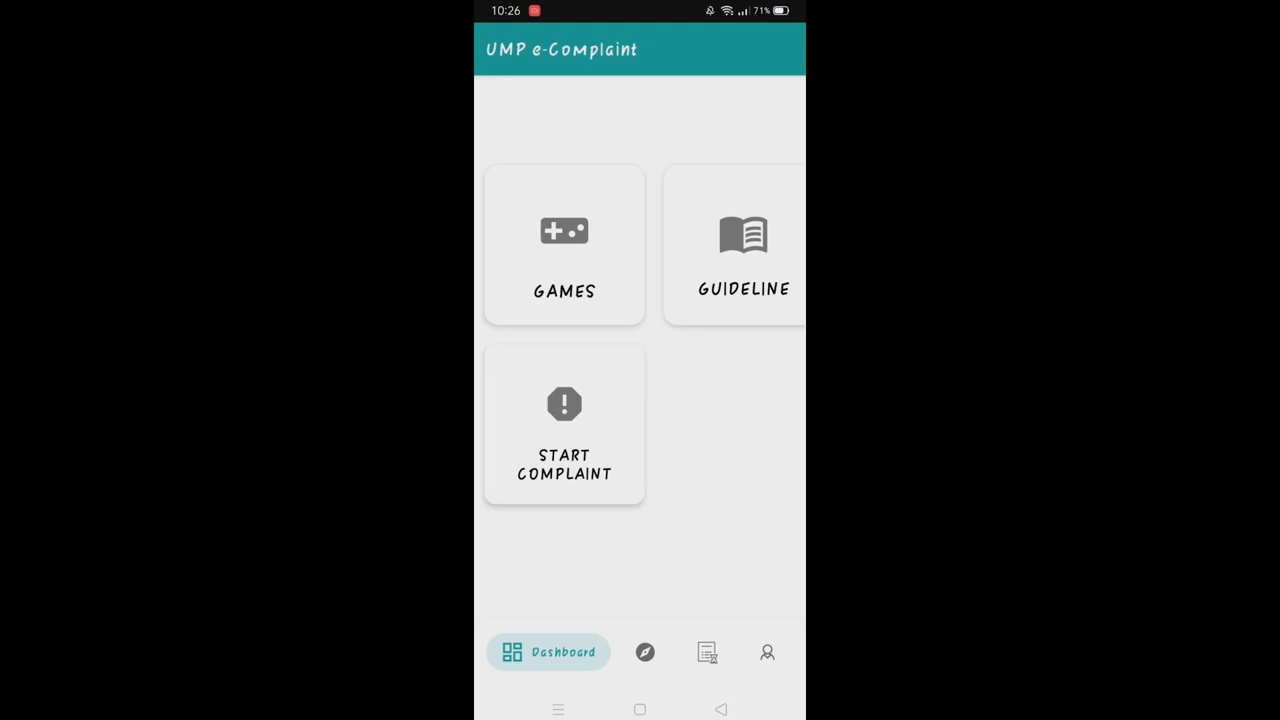 10:26
71%
UMP e-Complaint
GAMES
GUIDELINE
START
COMPLAINT
Dashboard